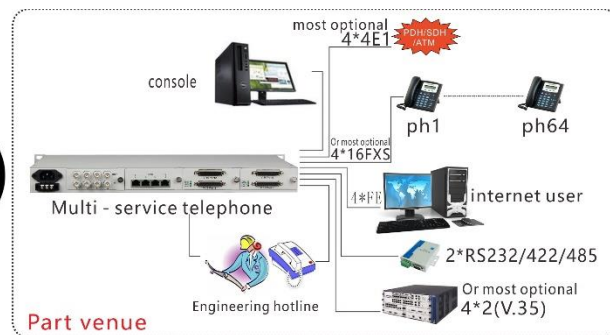 most optional
4*4E1
PDH/SDH
/ATM
console
Or most optional
4*16FXS
ph1
ph64
4*FE
internet user
Multi - service telephone
2*RS232/422/485
Engineering hotline
Or most optional
4*2(V.35)
Part venue